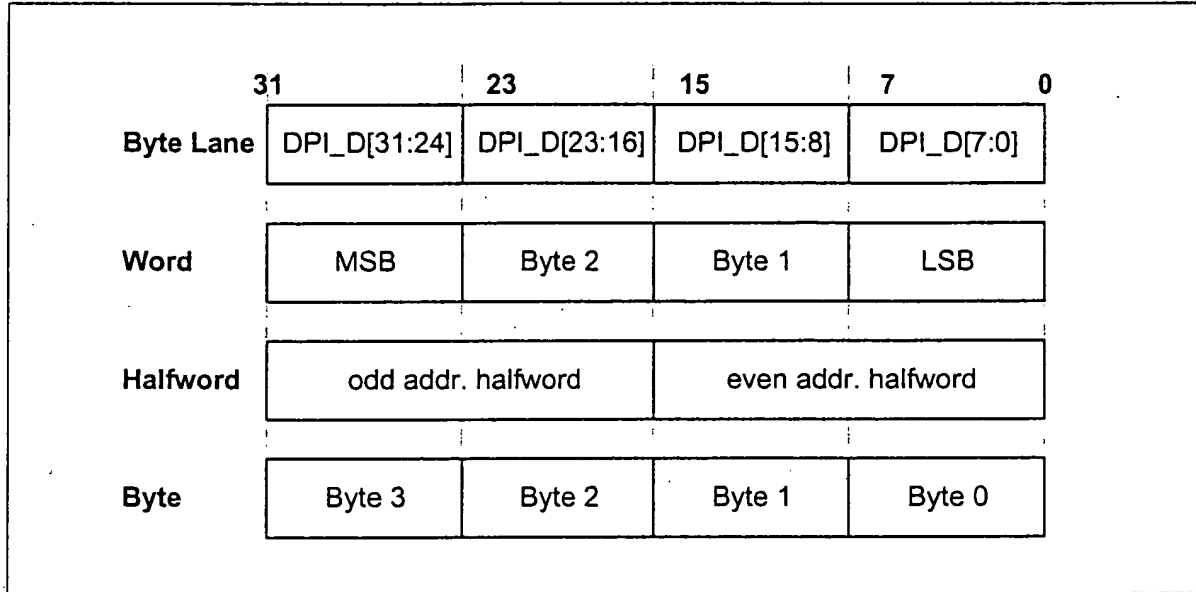 31 23 15 7 0
Byte Lane DPI_D[31:24] DPI_D[23:16] DPI_D[15:8] DPI_D[7:0]
Word MSB Byte 2 Byte 1 LSB
Halfword odd addr. halfword even addr. halfword
Byte Byte 3 Byte 2 Byte 1 Byte 0